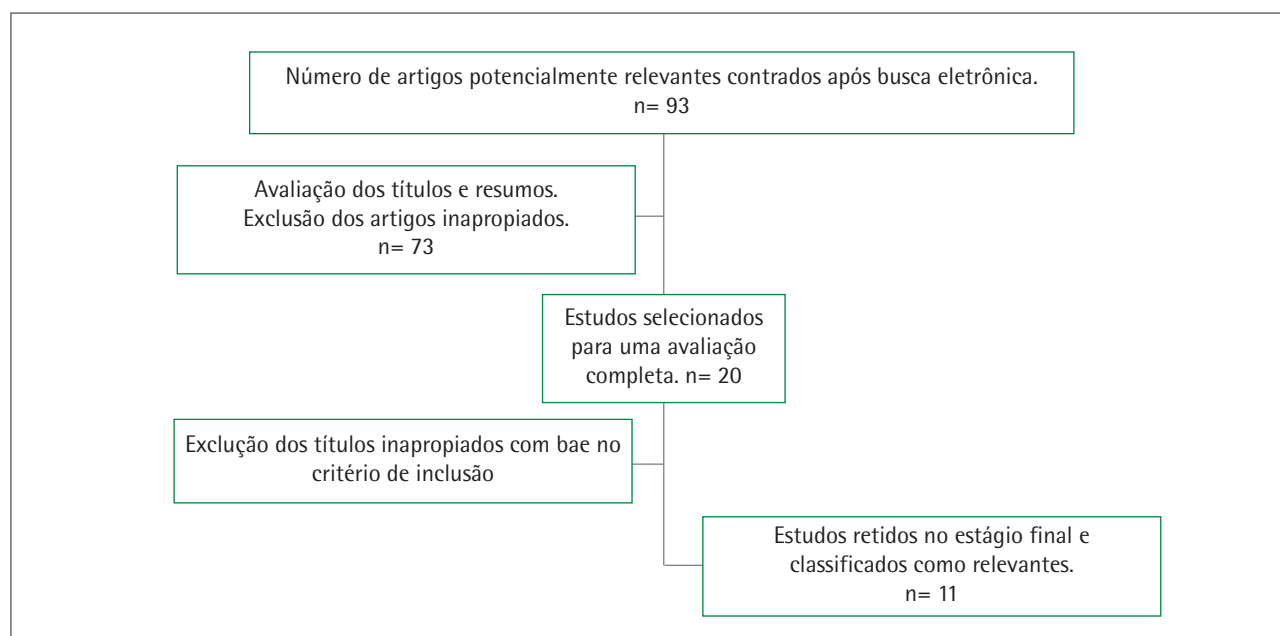 Número de artigos potencialmente relevantes contrados após busca eletrônica.
n= 93
Avaliação dos títulos e resumos.
Exclusão dos artigos inapropiados.
n= 73
Estudos selecionados
para uma avaliação
completa. n= 20
Exclução dos títulos inapropiados com bae no
critério de inclusão
Estudos retidos no estágio final e
classificados como relevantes.
n= 11